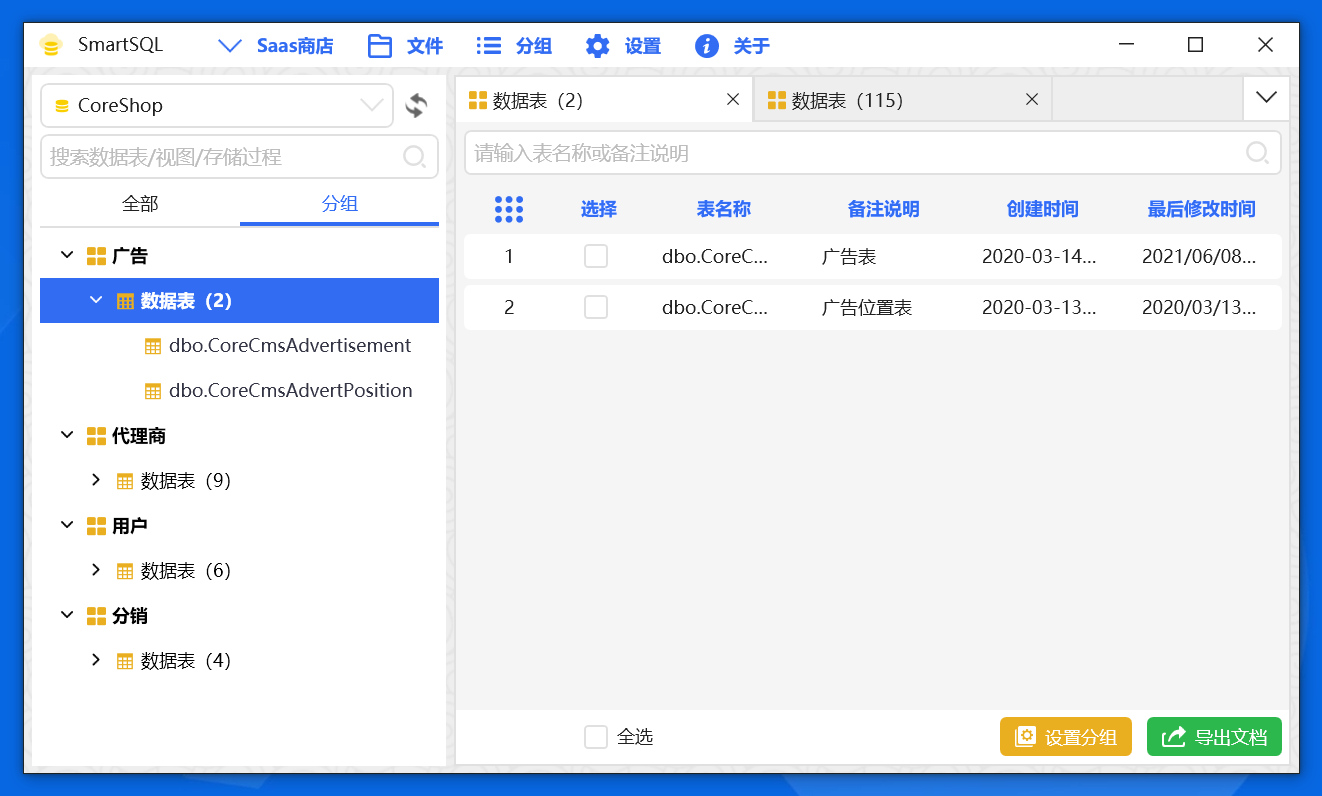 SmartSQL Saas商店 文件 分组 设置 关于
CoreShop
搜索数据表/视图/存储过程
全部 分组
广告
数据表（2）
dbo.CoreCmsAdvertisement
dbo.CoreCmsAdvertPosition
代理商
数据表（9）
用户
数据表（6）
分销
数据表（4）
数据表（2） 数据表（115）
请输入表名称或备注说明
选择 表名称 备注说明 创建时间 最后修改时间
1 dbo.CoreC... 广告表 2020-03-14... 2021/06/08...
2 dbo.CoreC... 广告位置表 2020-03-13... 2020/03/13...
全选 设置分组 导出文档